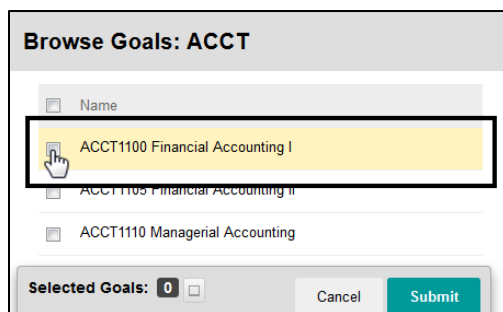 Browse Goals: ACCT
Name
ACCT1100 Financial Accounting I
ACCT1105 Financial Accounting II
ACCT1110 Managerial Accounting
Selected Goals: 0
Cancel
Submit